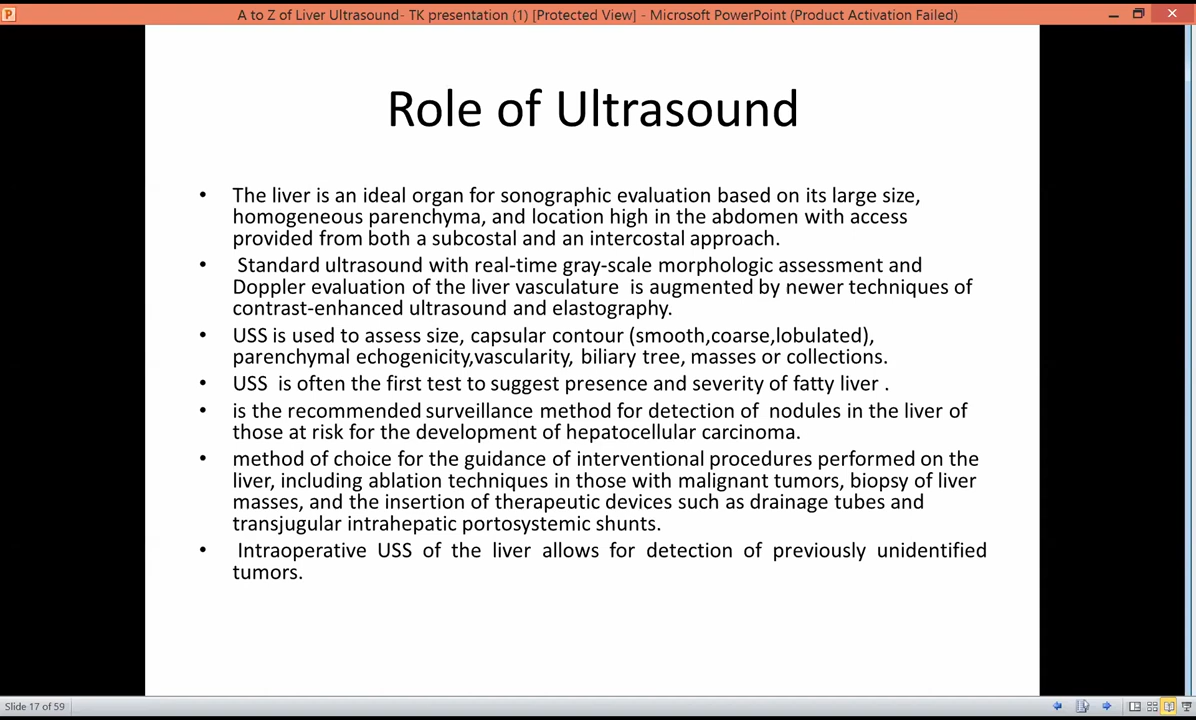 A to Z of Liver Ultrasound- TK presentation (1) [Protected View] - Microsoft PowerPoint (Product Activation Failed)
Role of Ultrasound
• The liver is an ideal organ for sonographic evaluation based on its large size,
homogeneous parenchyma, and location high in the abdomen with access
provided from both a subcostal and an intercostal approach.
• Standard ultrasound with real-time gray-scale morphologic assessment and
Doppler evaluation of the liver vasculature is augmented by newer techniques of
contrast-enhanced ultrasound and elastography.
• USS is used to assess size, capsular contour (smooth,coarse,lobulated),
parenchymal echogenicity,vascularity, biliary tree, masses or collections.
• USS is often the first test to suggest presence and severity of fatty liver .
• is the recommended surveillance method for detection of nodules in the liver of
those at risk for the development of hepatocellular carcinoma.
• method of choice for the guidance of interventional procedures performed on the
liver, including ablation techniques in those with malignant tumors, biopsy of liver
masses, and the insertion of therapeutic devices such as drainage tubes and
transjugular intrahepatic portosystemic shunts.
• Intraoperative USS of the liver allows for detection of previously unidentified
tumors.
Slide 17 of 59